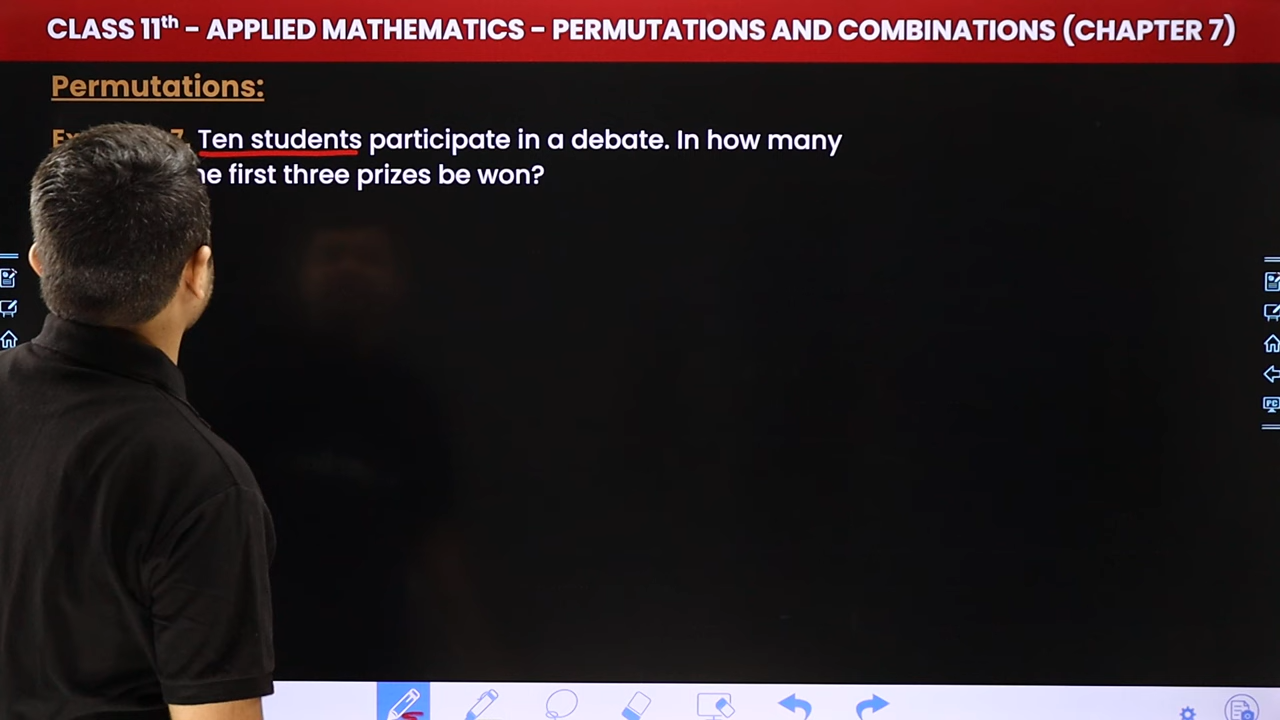 CLASS 11th – APPLIED MATHEMATICS – PERMUTATIONS AND COMBINATIONS (CHAPTER 7)
Permutations:
7. Ten students participate in a debate. In how many
first three prizes be won?